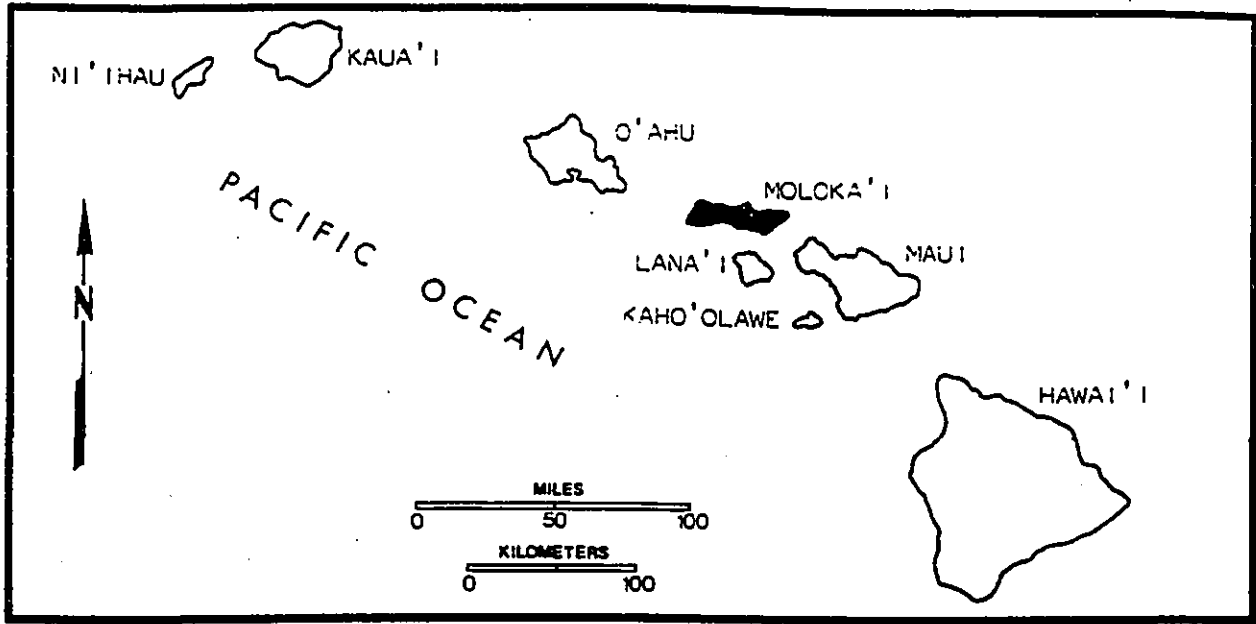 KAUA'I
NI'IHAU
O'AHU
PACIFIC OCEAN
MOLOKA'I
LANA'I
MAUI
KAHO'OLAWE
N
HAWAI'I
MILES
0 50 100
KILOMETERS
0 100